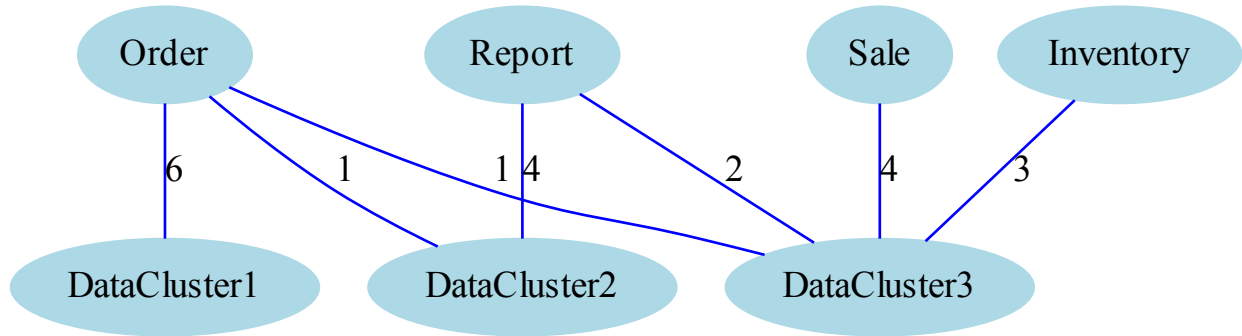 Order Report Sale Inventory
6 1 1 4 2 4 3
DataCluster1 DataCluster2 DataCluster3